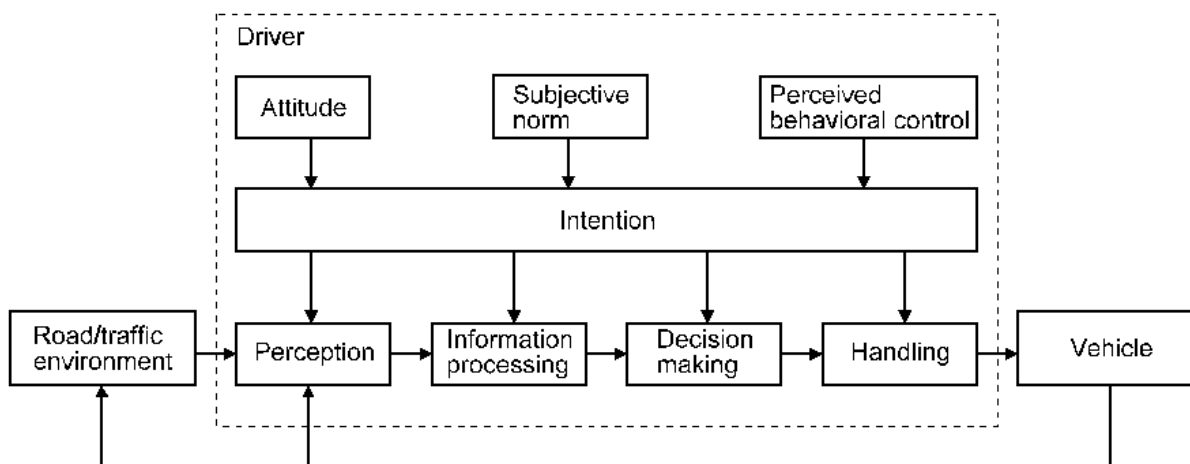 Driver
Attitude
Subjective
norm
Perceived
behavioral control
Intention
Road/traffic
environment
Perception
Information
processing
Decision
making
Handling
Vehicle